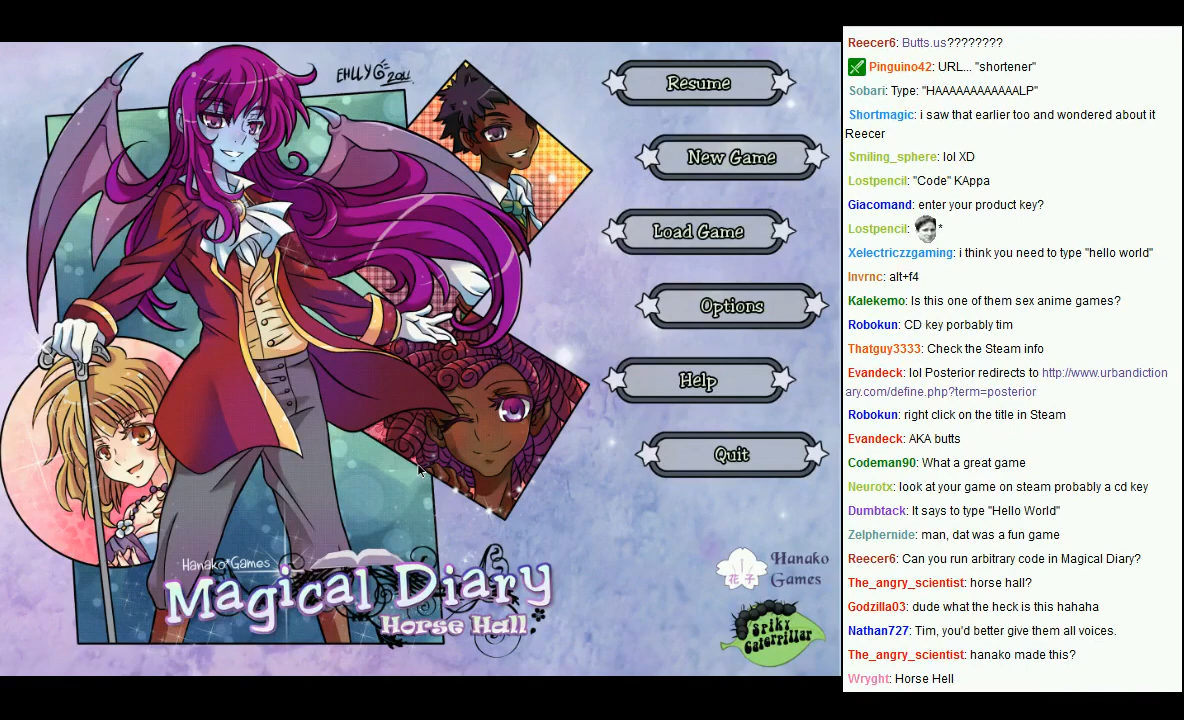 EHLLYG 2011
Resume
New Game
Load Game
Options
Help
Quit
Hanako*Games
Magical Diary
Horse Hall
Hanako
Games
花子
Spiky
Caterpillar
Reecer6: Butts.us????????
Pinguino42: URL... "shortener"
Sobari: Type: "HAAAAAAAAAAAALP"
Shortmagic: i saw that earlier too and wondered about it
Reecer
Smiling_sphere: lol XD
Lostpencil: "Code" KAppa
Giacomand: enter your product key?
Lostpencil: *
Xelectriczzgaming: i think you need to type "hello world"
Invrnc: alt+f4
Kalekemo: Is this one of them sex anime games?
Robokun: CD key porbably tim
Thatguy3333: Check the Steam info
Evandeck: lol Posterior redirects to http://www.urbandiction
ary.com/define.php?term=posterior
Robokun: right click on the title in Steam
Evandeck: AKA butts
Codeman90: What a great game
Neurotx: look at your game on steam probably a cd key
Dumbtack: It says to type "Hello World"
Zelphernide: man, dat was a fun game
Reecer6: Can you run arbitrary code in Magical Diary?
The_angry_scientist: horse hall?
Godzilla03: dude what the heck is this hahaha
Nathan727: Tim, you'd better give them all voices.
The_angry_scientist: hanako made this?
Wryght: Horse Hell